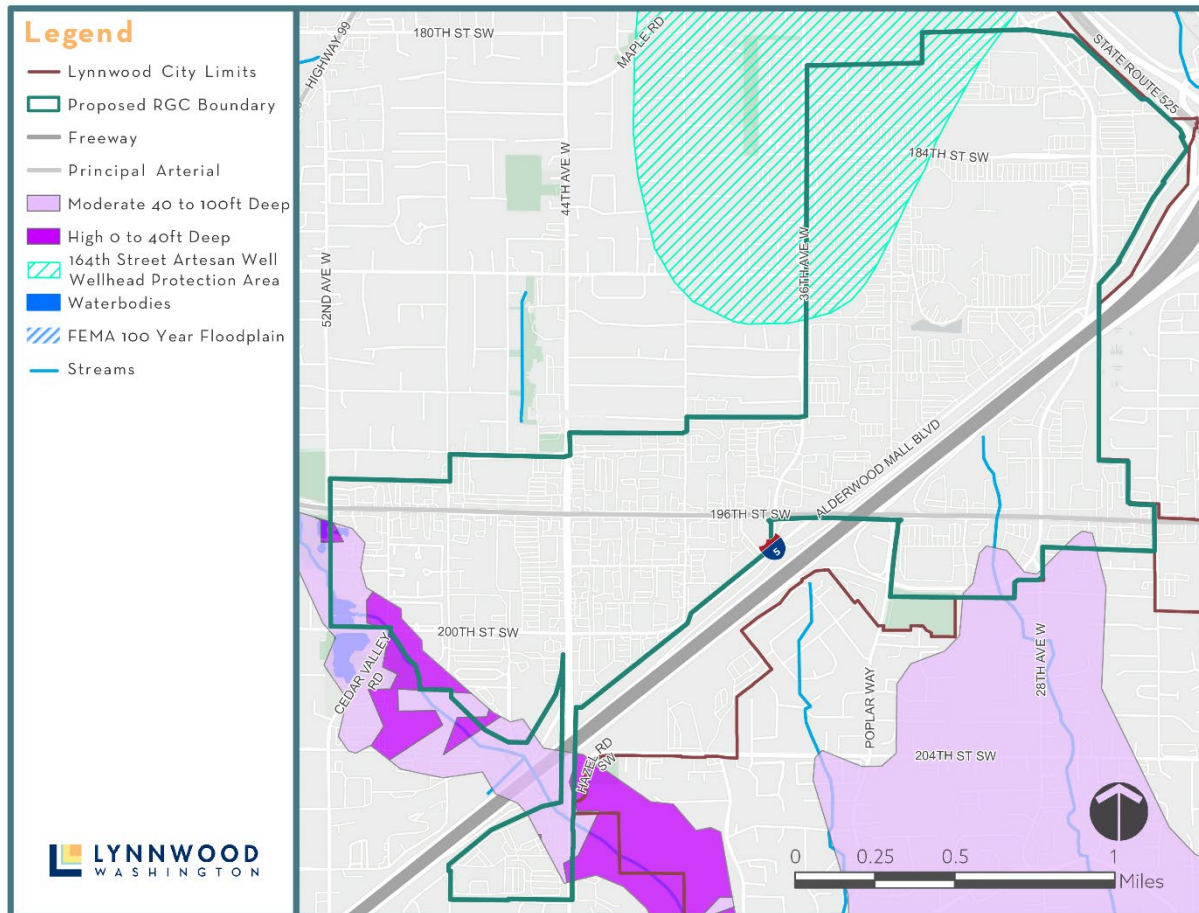 Legend
Lynnwood City Limits
Proposed RGC Boundary
Freeway
Principal Arterial
Moderate 40 to 100ft Deep
High 0 to 40ft Deep
164th Street Artesan Well
Wellhead Protection Area
Waterbodies
FEMA 100 Year Floodplain
Streams
LYNNWOOD
WASHINGTON
HIGHWAY 99
180TH ST SW
MAPLE RD
STATE ROUTE 525
44TH AVE W
184TH ST SW
52ND AVE W
36TH AVE W
ALDERWOOD MALL BLVD
196TH ST SW
5
200TH ST SW
CEDAR VALLEY
RD
28TH AVE W
POPLAR WAY
HAZEL RD
SW
204TH ST SW
0 0.25 0.5 1
Miles